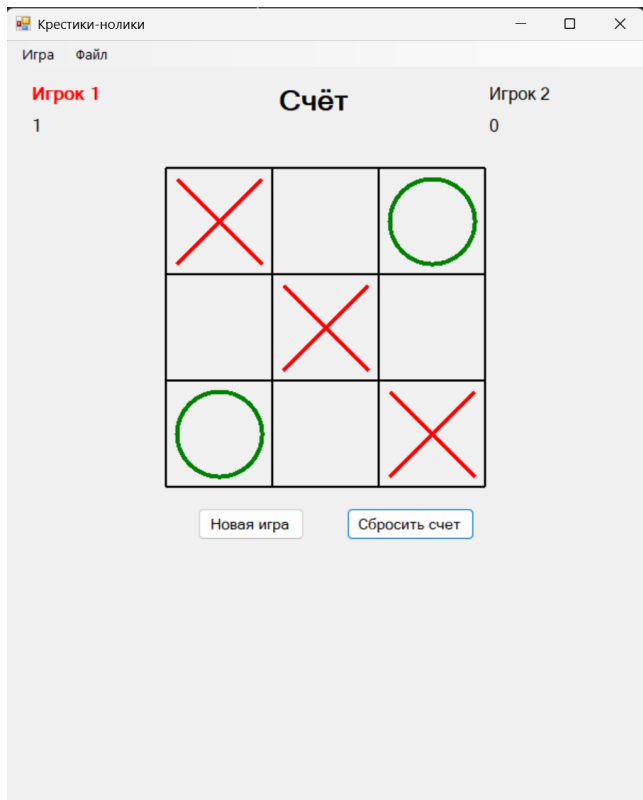 Крестики-нолики
Игра Файл
Игрок 1 Счёт Игрок 2
1 0
Новая игра Сбросить счет